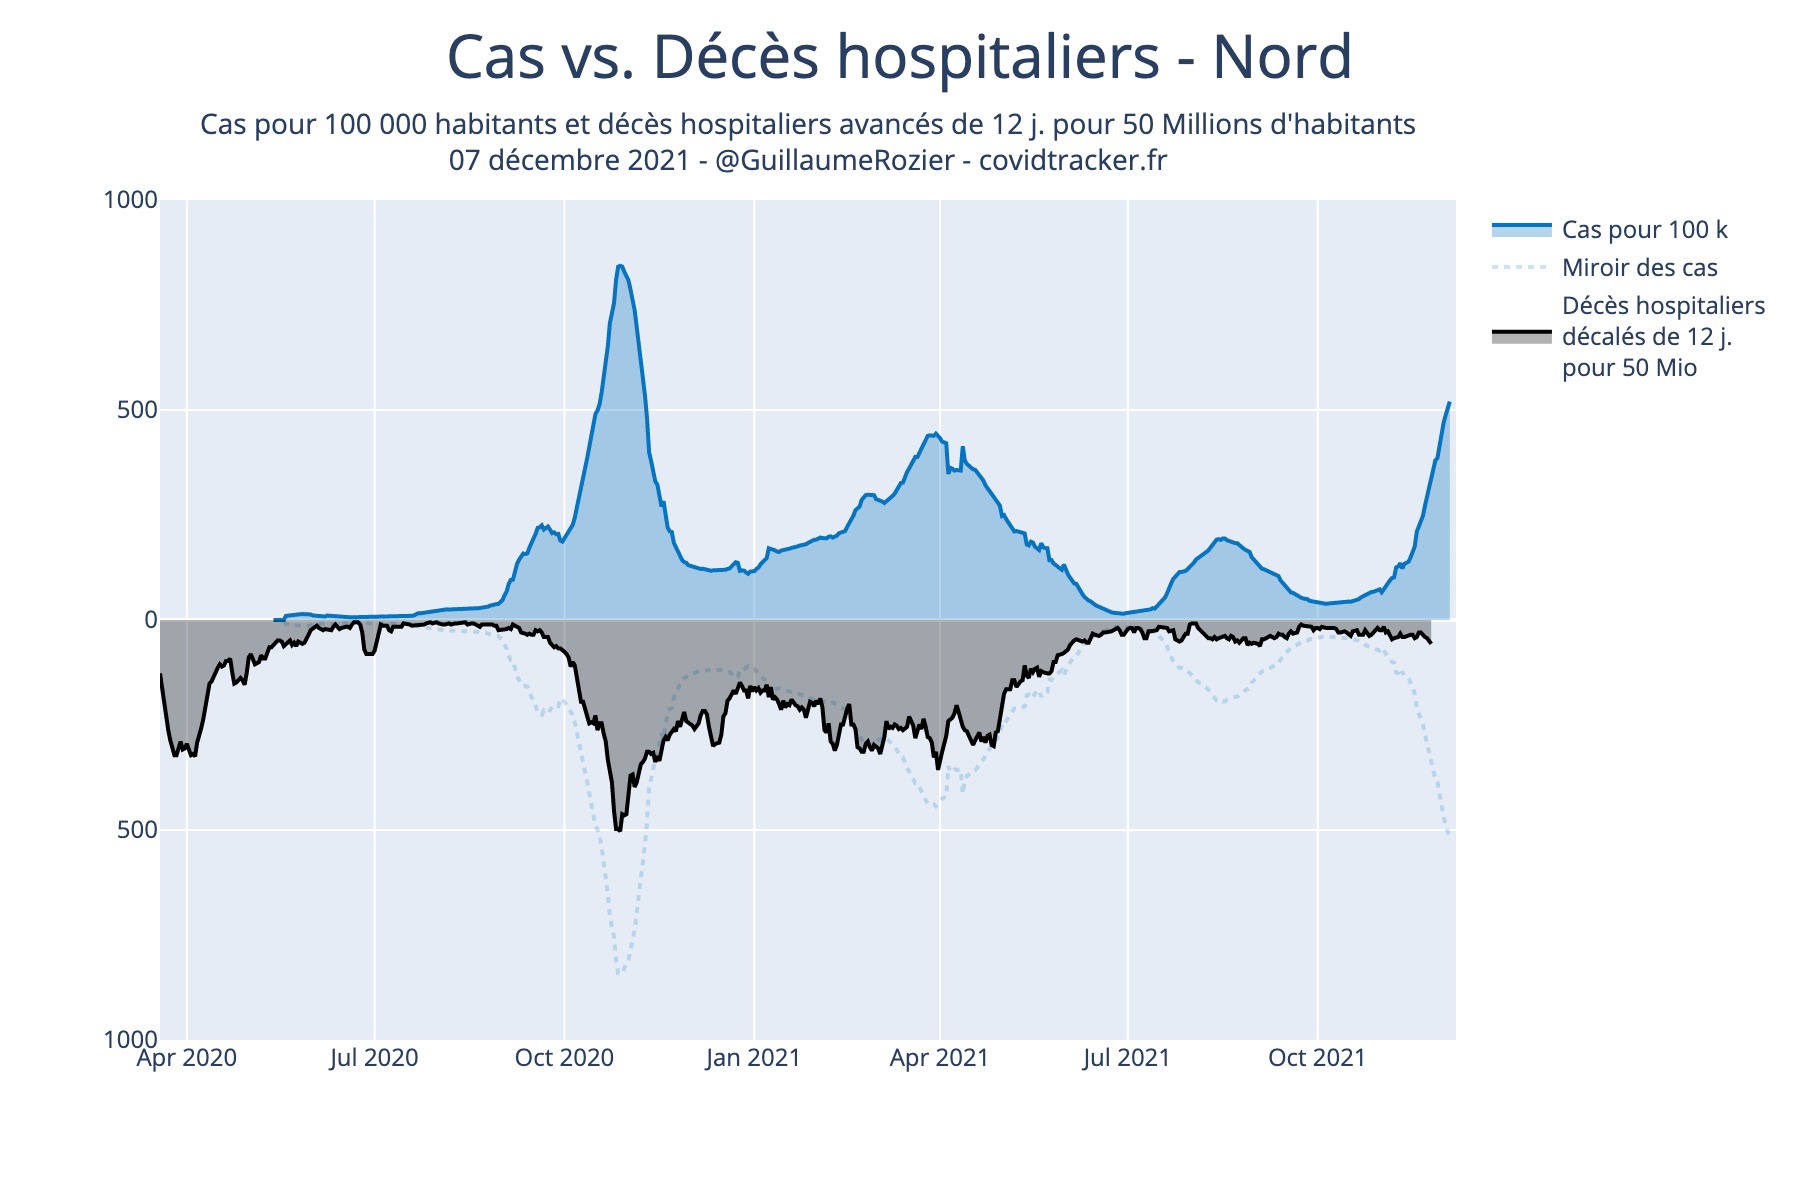 Cas vs. Décès hospitaliers - Nord
Cas pour 100 000 habitants et décès hospitaliers avancés de 12 j. pour 50 Millions d'habitants
07 décembre 2021 - @GuillaumeRozier - covidtracker.fr
1000
500
0
500
1000
Apr 2020
Jul 2020
Oct 2020
Jan 2021
Apr 2021
Jul 2021
Oct 2021
Cas pour 100 k
Miroir des cas
Décès hospitaliers
décalés de 12 j.
pour 50 Mio